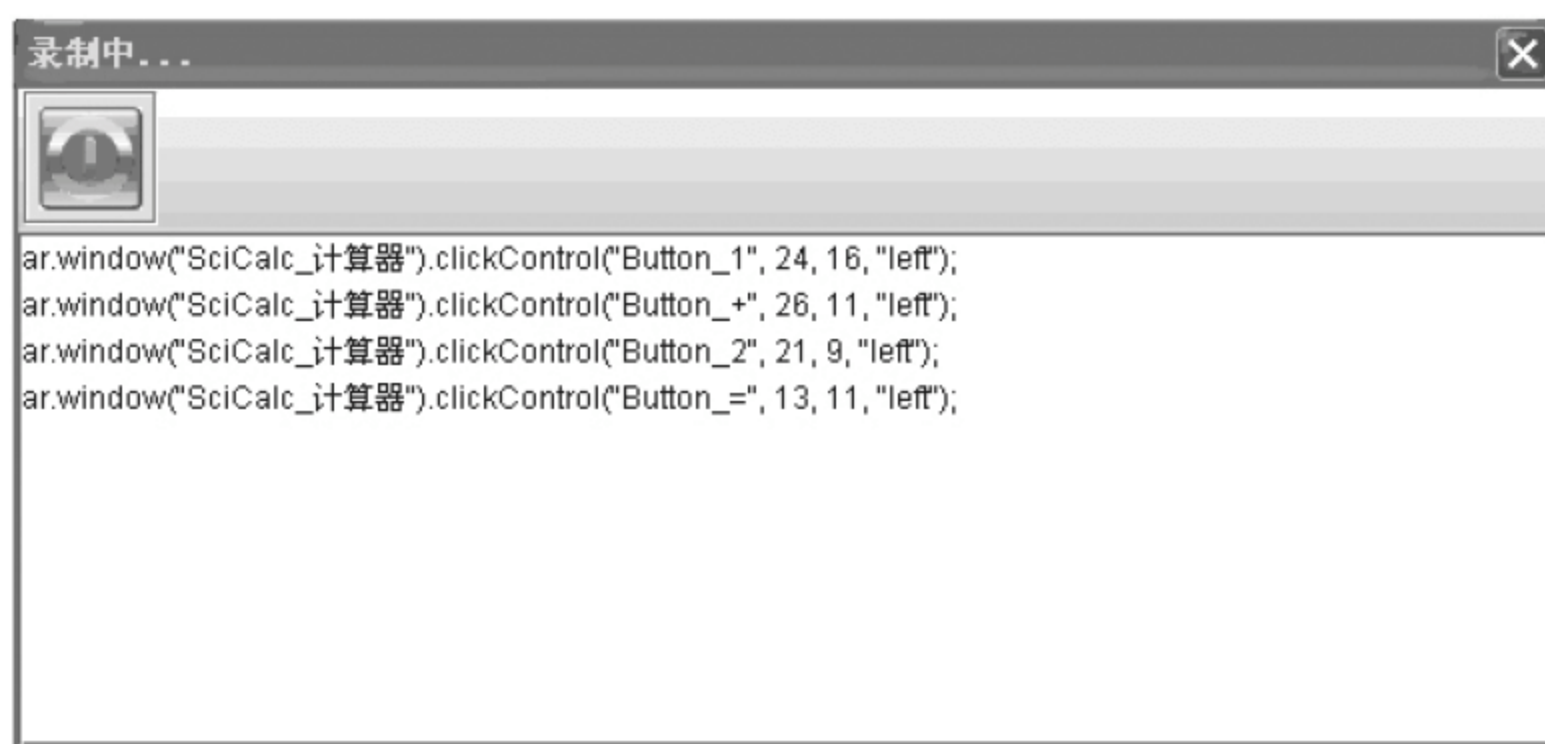 录制中...
ar.window("SciCalc_计算器").clickControl("Button_1", 24, 16, "left");
ar.window("SciCalc_计算器").clickControl("Button_+", 26, 11, "left");
ar.window("SciCalc_计算器").clickControl("Button_2", 21, 9, "left");
ar.window("SciCalc_计算器").clickControl("Button_=", 13, 11, "left");